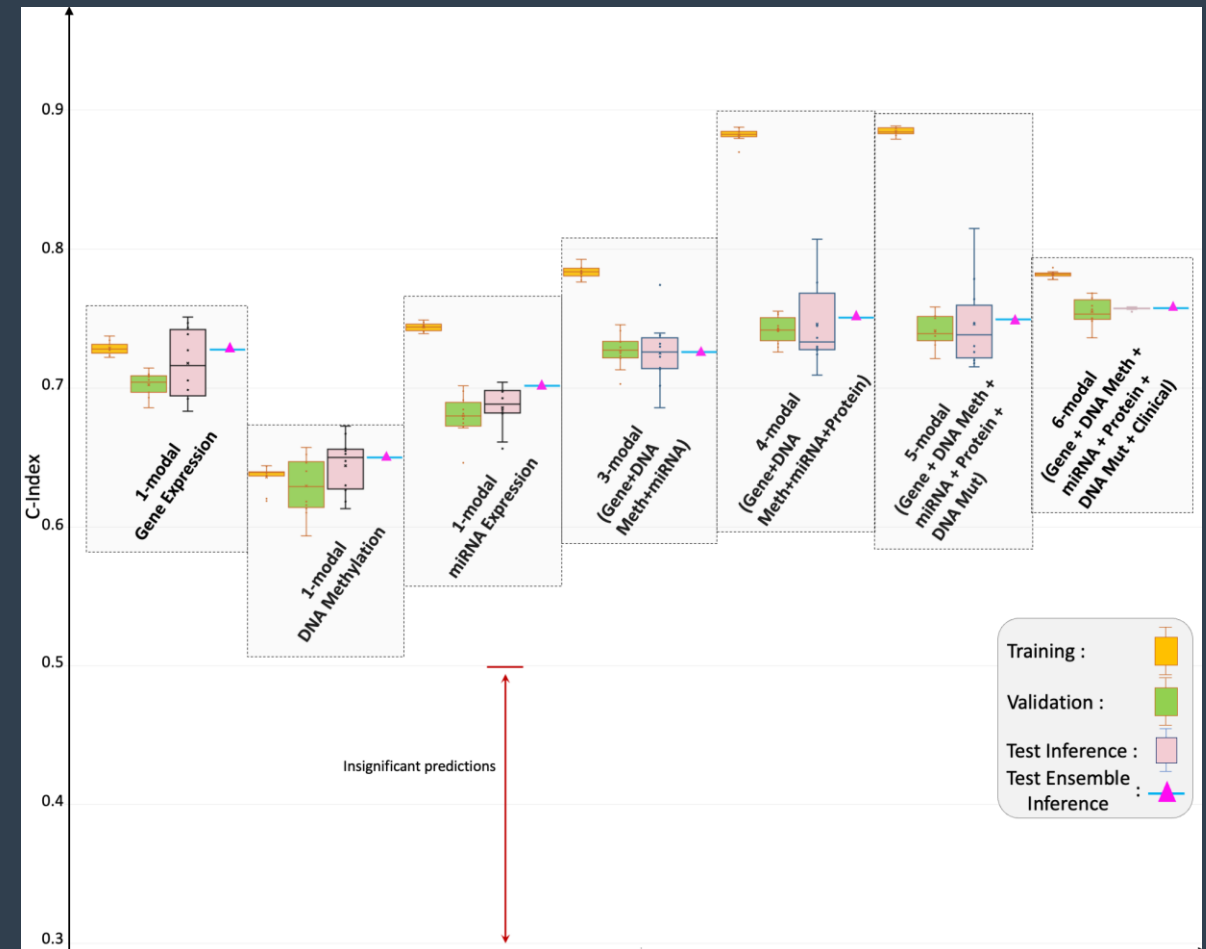 0.9
0.8
0.7
0.6
0.5
0.4
0.3
C-Index
1-modal
Gene Expression
1-modal
DNA Methylation
1-modal
miRNA Expression
3-modal
(Gene+DNA
Meth+miRNA)
4-modal
(Gene+DNA
Meth+miRNA+Protein)
5-modal
(Gene + DNA Meth +
miRNA + Protein +
DNA Mut)
6-modal
(Gene + DNA Meth +
miRNA + Protein +
DNA Mut + Clinical)
Insignificant predictions
Training :
Validation :
Test Inference :
Test Ensemble
Inference :